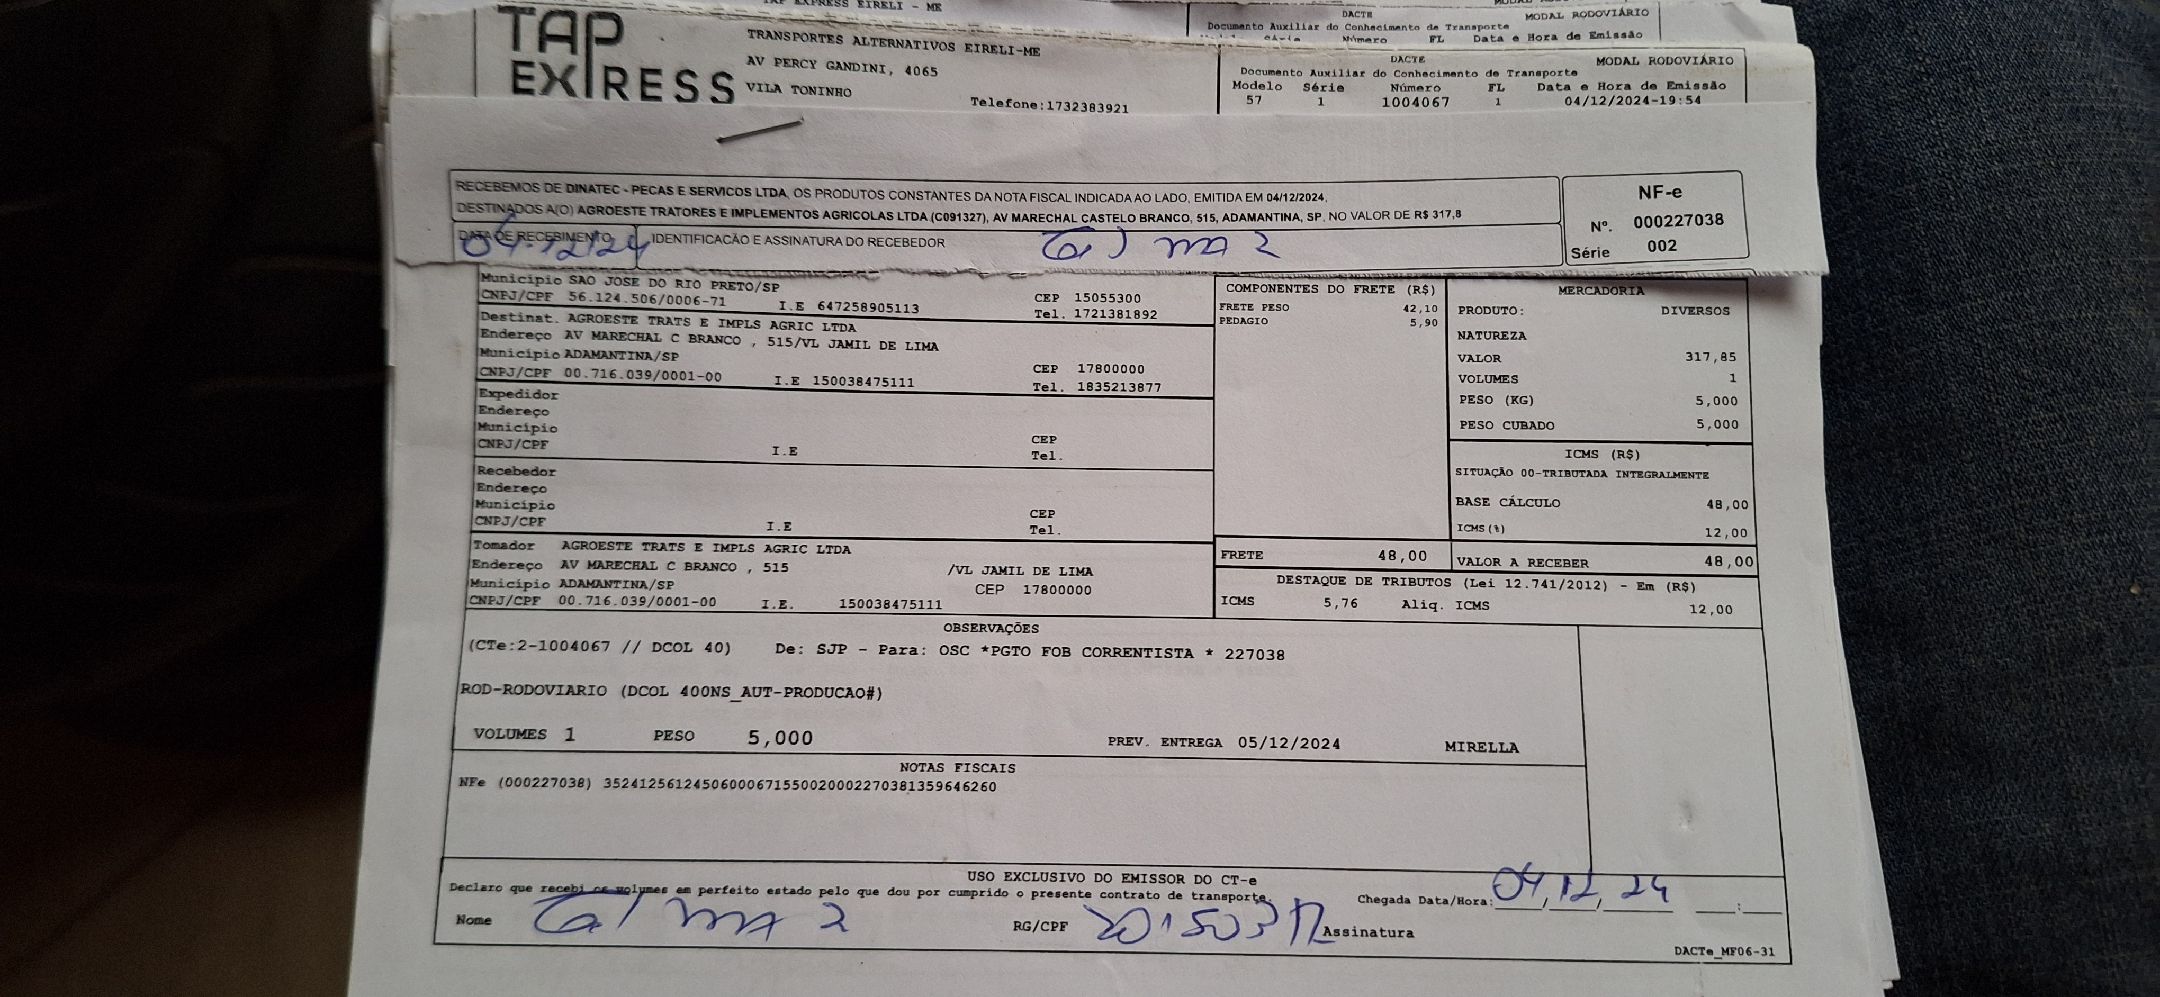 TAP EXPRESS EIRELI - ME
DACTE
MODAL RODOVIÁRIO
Documento Auxiliar do Conhecimento de Transporte
Número FL Data e Hora de Emissão
TAP
EXPRESS
TRANSPORTES ALTERNATIVOS EIRELI-ME
AV PERCY GANDINI, 4065
VILA TONINHO
Telefone:1732383921
DACTE
MODAL RODOVIÁRIO
Documento Auxiliar do Conhecimento de Transporte
Modelo Série Número FL Data e Hora de Emissão
57 1 1004067 1 04/12/2024-19:54
RECEBEMOS DE DINATEC - PECAS E SERVICOS LTDA, OS PRODUTOS CONSTANTES DA NOTA FISCAL INDICADA AO LADO, EMITIDA EM 04/12/2024,
DESTINADOS A(O) AGROESTE TRATORES E IMPLEMENTOS AGRICOLAS LTDA (C091327), AV MARECHAL CASTELO BRANCO, 515, ADAMANTINA, SP, NO VALOR DE R$ 317,8
DATA DE RECEBIMENTO
04.12/24
IDENTIFICACÃO E ASSINATURA DO RECEBEDOR
NF-e
Nº. 000227038
Série 002
Município SAO JOSE DO RIO PRETO/SP
CEP 15055300
CNPJ/CPF 56.124.506/0006-71 I.E 647258905113
Tel. 1721381892
Destinat. AGROESTE TRATS E IMPLS AGRIC LTDA
Endereço AV MARECHAL C BRANCO , 515/VL JAMIL DE LIMA
Município ADAMANTINA/SP
CEP 17800000
CNPJ/CPF 00.716.039/0001-00 I.E 150038475111
Tel. 1835213877
Expedidor
Endereço
Município
CEP
CNPJ/CPF I.E
Tel.
Recebedor
Endereço
Município
CEP
CNPJ/CPF I.E
Tel.
Tomador AGROESTE TRATS E IMPLS AGRIC LTDA
Endereço AV MARECHAL C BRANCO , 515 /VL JAMIL DE LIMA
Município ADAMANTINA/SP CEP 17800000
CNPJ/CPF 00.716.039/0001-00 I.E. 150038475111
COMPONENTES DO FRETE (R$)
FRETE PESO 42,10
PEDAGIO 5,90
MERCADORIA
PRODUTO: DIVERSOS
NATUREZA
VALOR 317,85
VOLUMES 1
PESO (KG) 5,000
PESO CUBADO 5,000
ICMS (R$)
SITUAÇÃO 00-TRIBUTADA INTEGRALMENTE
BASE CÁLCULO 48,00
ICMS(%) 12,00
FRETE 48,00
VALOR A RECEBER 48,00
DESTAQUE DE TRIBUTOS (Lei 12.741/2012) - Em (R$)
ICMS 5,76 Aliq. ICMS 12,00
OBSERVAÇÕES
(CTe:2-1004067 // DCOL 40) De: SJP - Para: OSC *PGTO FOB CORRENTISTA * 227038
ROD-RODOVIARIO (DCOL 400NS_AUT-PRODUCAO#)
VOLUMES 1 PESO 5,000 PREV. ENTREGA 05/12/2024 MIRELLA
NOTAS FISCAIS
NFe (000227038) 35241256124506000671550020002270381359646260
USO EXCLUSIVO DO EMISSOR DO CT-e
Declaro que recebi os volumes em perfeito estado pelo que dou por cumprido o presente contrato de transporte.
Chegada Data/Hora: 04,12,24 :
Nome
RG/CPF
Assinatura
DACTe_MF06-31